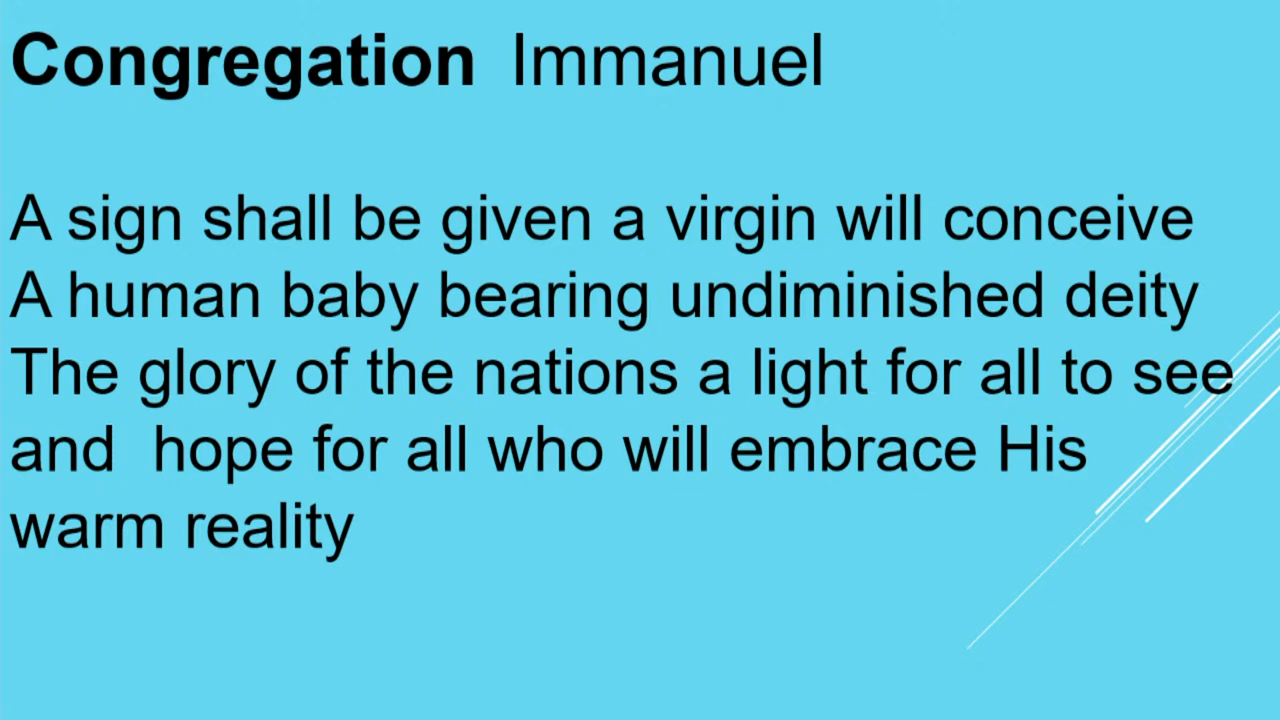 Congregation Immanuel
A sign shall be given a virgin will conceive
A human baby bearing undiminished deity
The glory of the nations a light for all to see
and  hope for all who will embrace His
warm reality